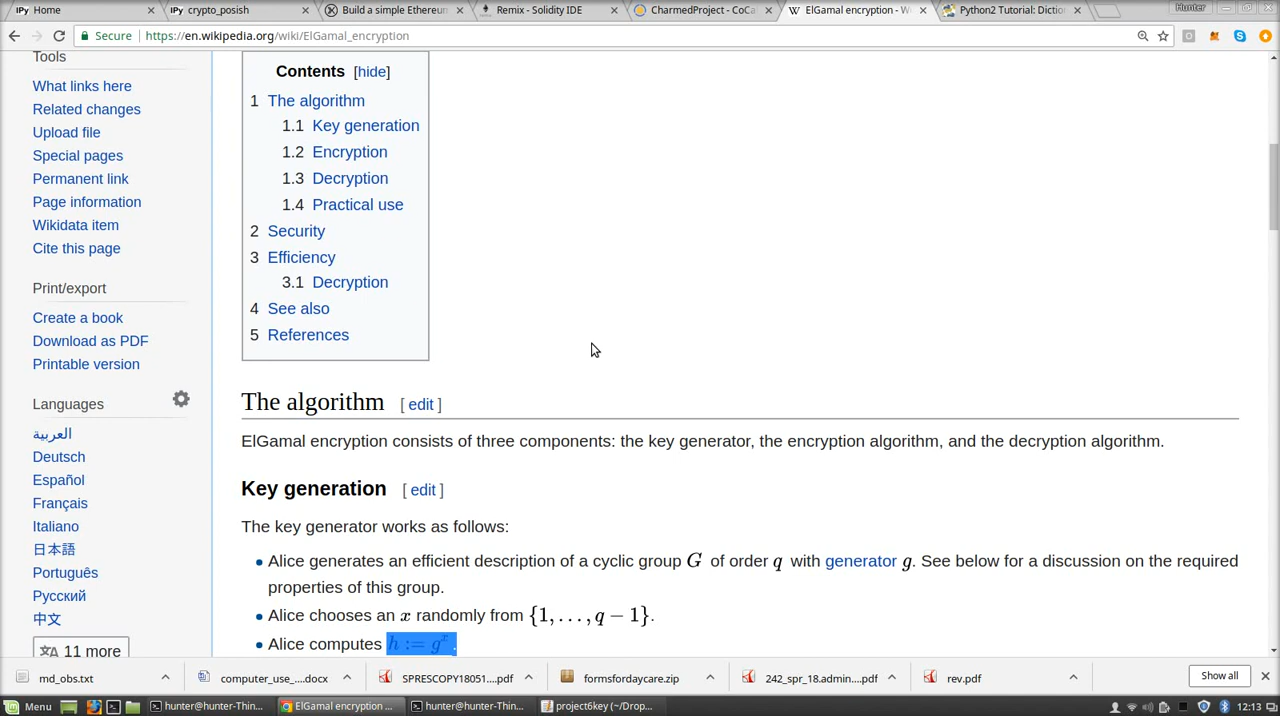 Home
crypto_posish
Build a simple Ethereun
Remix - Solidity IDE
CharmedProject - CoCa
ElGamal encryption - W
Python2 Tutorial: Dictio
Hunter
Secure https://en.wikipedia.org/wiki/ElGamal_encryption
Tools
What links here
Related changes
Upload file
Special pages
Permanent link
Page information
Wikidata item
Cite this page
Print/export
Create a book
Download as PDF
Printable version
Languages
العربية
Deutsch
Español
Français
Italiano
日本語
Português
Русский
中文
11 more
Contents [hide]
1 The algorithm
1.1 Key generation
1.2 Encryption
1.3 Decryption
1.4 Practical use
2 Security
3 Efficiency
3.1 Decryption
4 See also
5 References
The algorithm [ edit ]
ElGamal encryption consists of three components: the key generator, the encryption algorithm, and the decryption algorithm.
Key generation [ edit ]
The key generator works as follows:
• Alice generates an efficient description of a cyclic group G of order q with generator g. See below for a discussion on the required
properties of this group.
• Alice chooses an x randomly from {1, . . . , q − 1}.
• Alice computes h := gˣ.
md_obs.txt
computer_use_....docx
SPRESCOPY18051....pdf
formsfordaycare.zip
242_spr_18.admin....pdf
rev.pdf
Show all
Menu
hunter@hunter-Thin...
ElGamal encryption ...
hunter@hunter-Thin...
project6key (~/Drop...
12:13